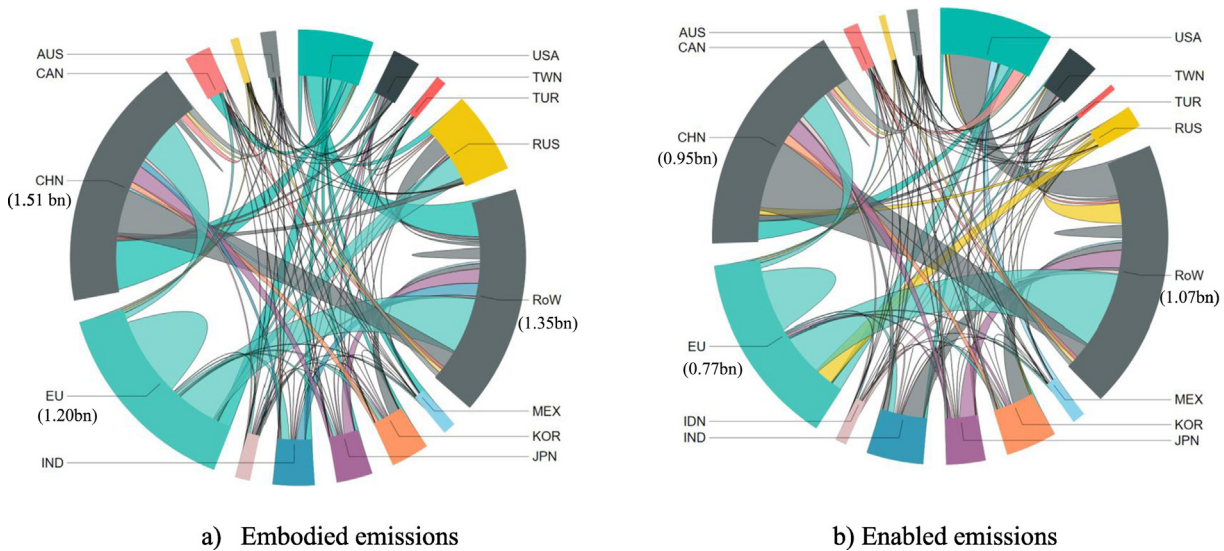 AUS
CAN
CHN
(1.51 bn)
EU
(1.20bn)
IND
USA
TWN
TUR
RUS
RoW
(1.35bn)
MEX
KOR
JPN
a) Embodied emissions
AUS
CAN
CHN
(0.95bn)
EU
(0.77bn)
IDN
IND
USA
TWN
TUR
RUS
RoW
(1.07bn)
MEX
KOR
JPN
b) Enabled emissions